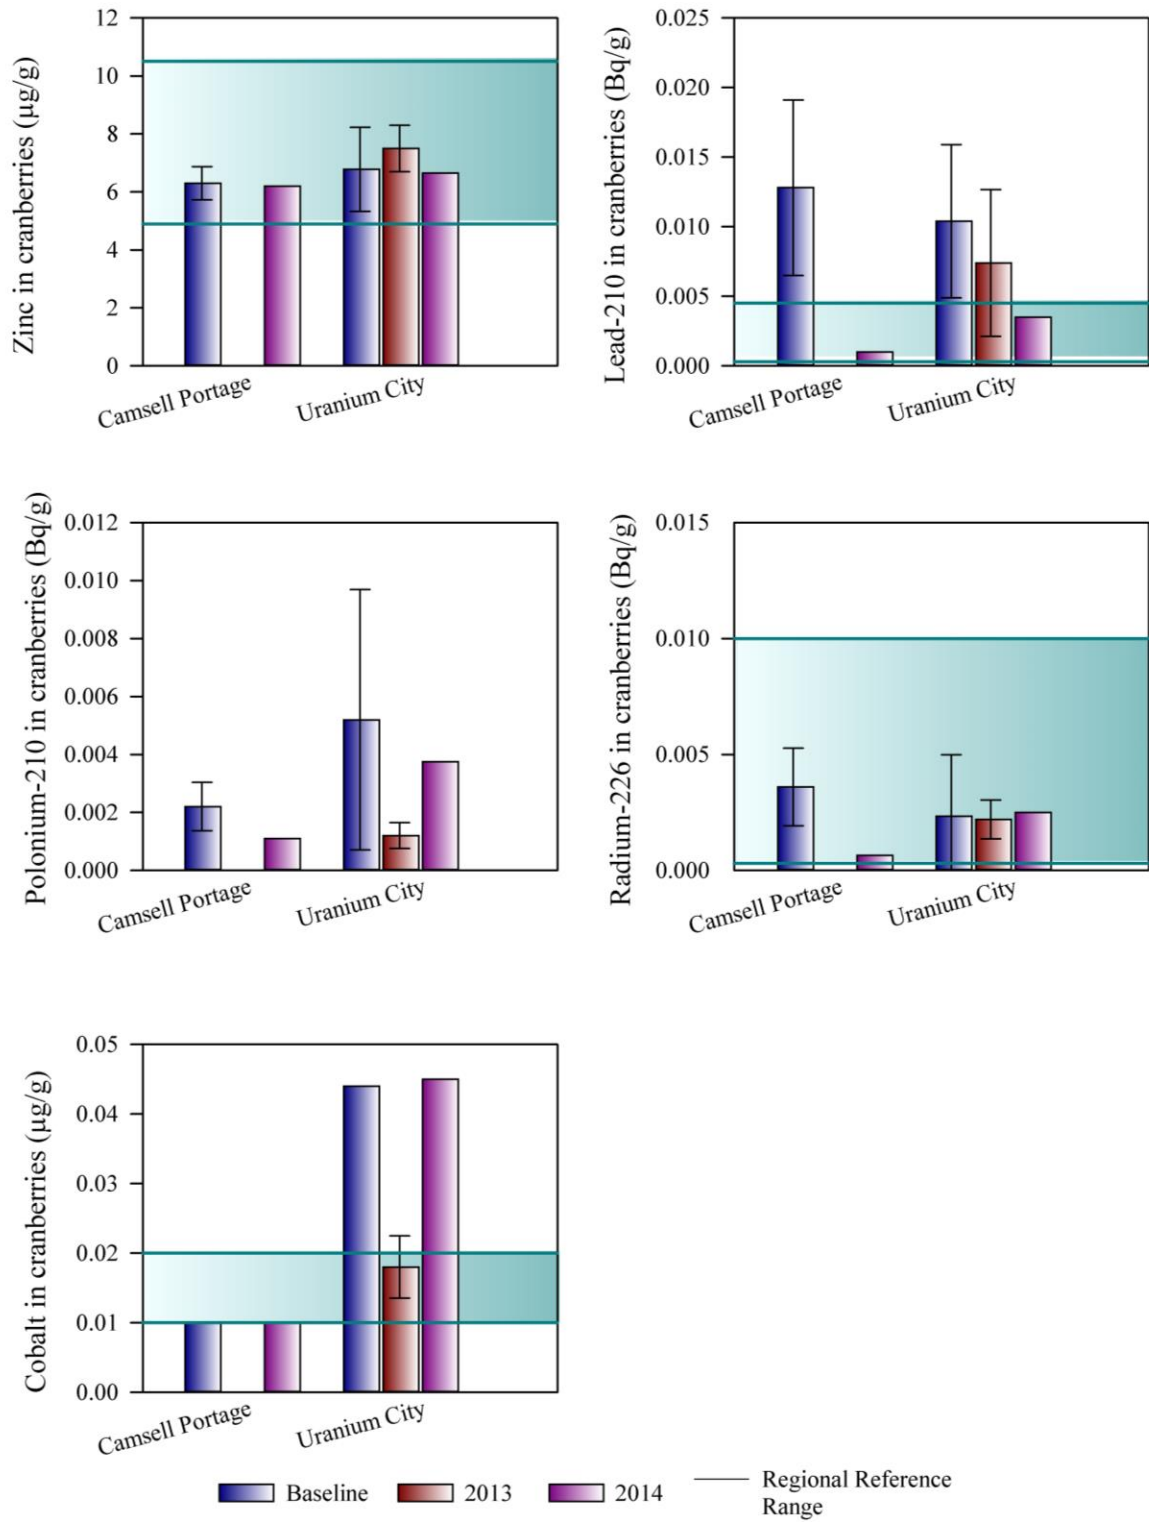 Zinc in cranberries (µg/g)
12
10
8
6
4
2
0
Camsell Portage
Uranium City
Lead-210 in cranberries (Bq/g)
0.025
0.020
0.015
0.010
0.005
0.000
Camsell Portage
Uranium City
Polonium-210 in cranberries (Bq/g)
0.012
0.010
0.008
0.006
0.004
0.002
0.000
Camsell Portage
Uranium City
Radium-226 in cranberries (Bq/g)
0.015
0.010
0.005
0.000
Camsell Portage
Uranium City
Cobalt in cranberries (µg/g)
0.05
0.04
0.03
0.02
0.01
0.00
Camsell Portage
Uranium City
Baseline
2013
2014
Regional Reference
Range